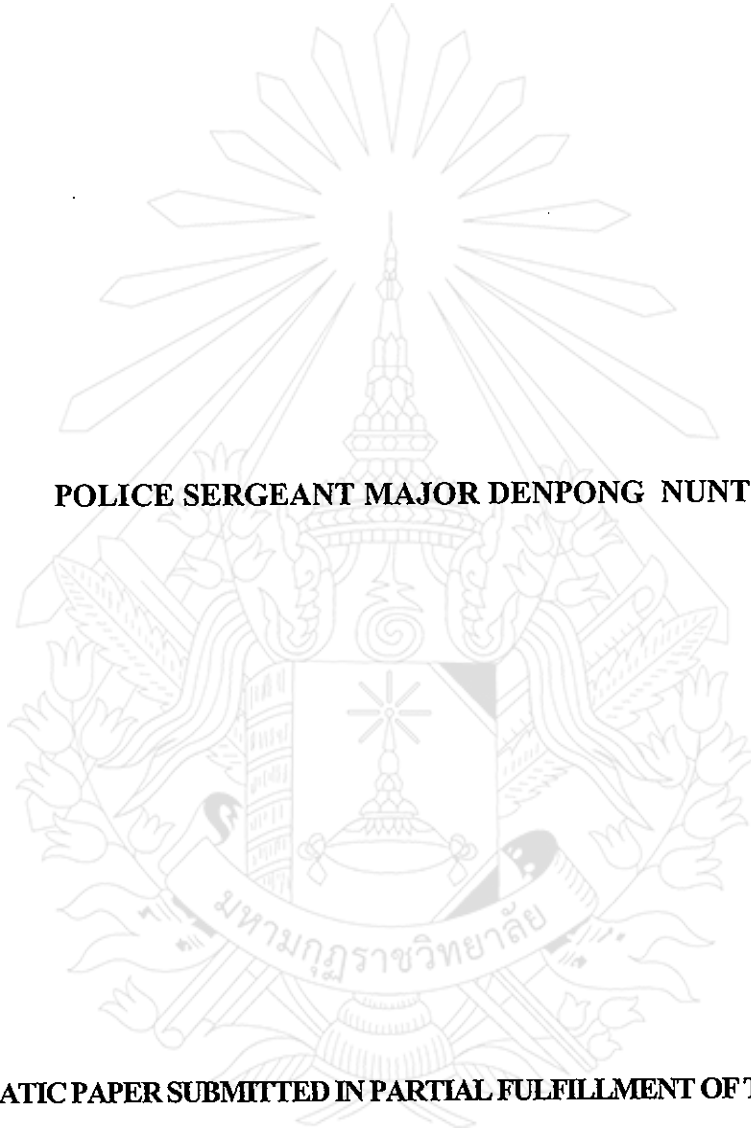 POLICE SERGEANT MAJOR DENPONG NUNT
มหามกุฏราชวิทยาลัย
ATIC PAPER SUBMITTED IN PARTIAL FULFILLMENT OF T